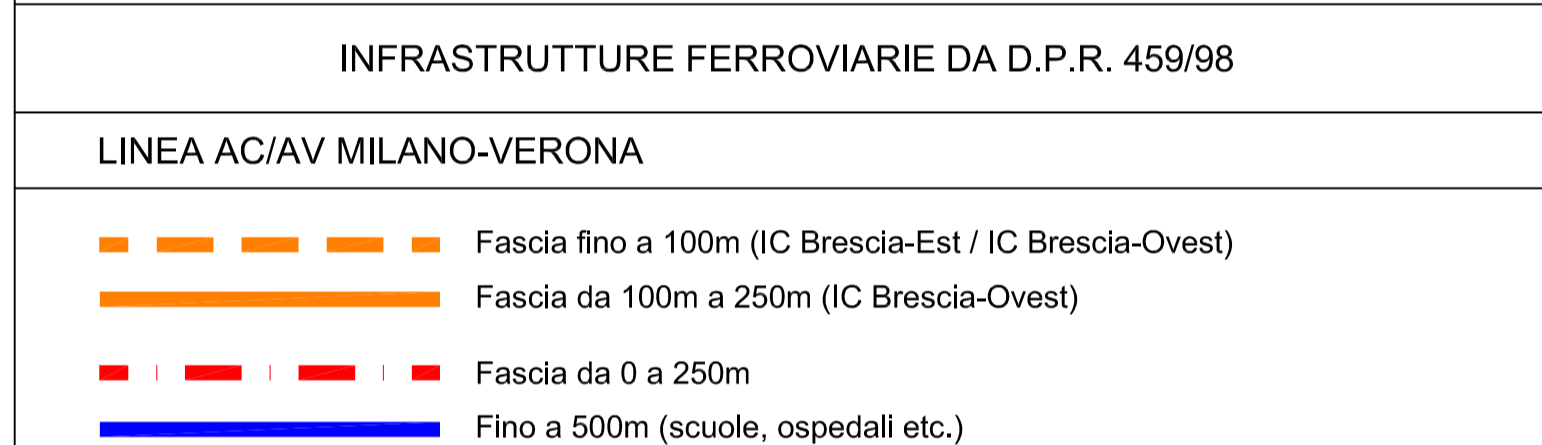 INFRASTRUTTURE FERROVIARIE DA D.P.R. 459/98
LINEA AC/AV MILANO-VERONA
Fascia fino a 100m (IC Brescia-Est / IC Brescia-Ovest)
Fascia da 100m a 250m (IC Brescia-Ovest)
Fascia da 0 a 250m
Fino a 500m (scuole, ospedali etc.)